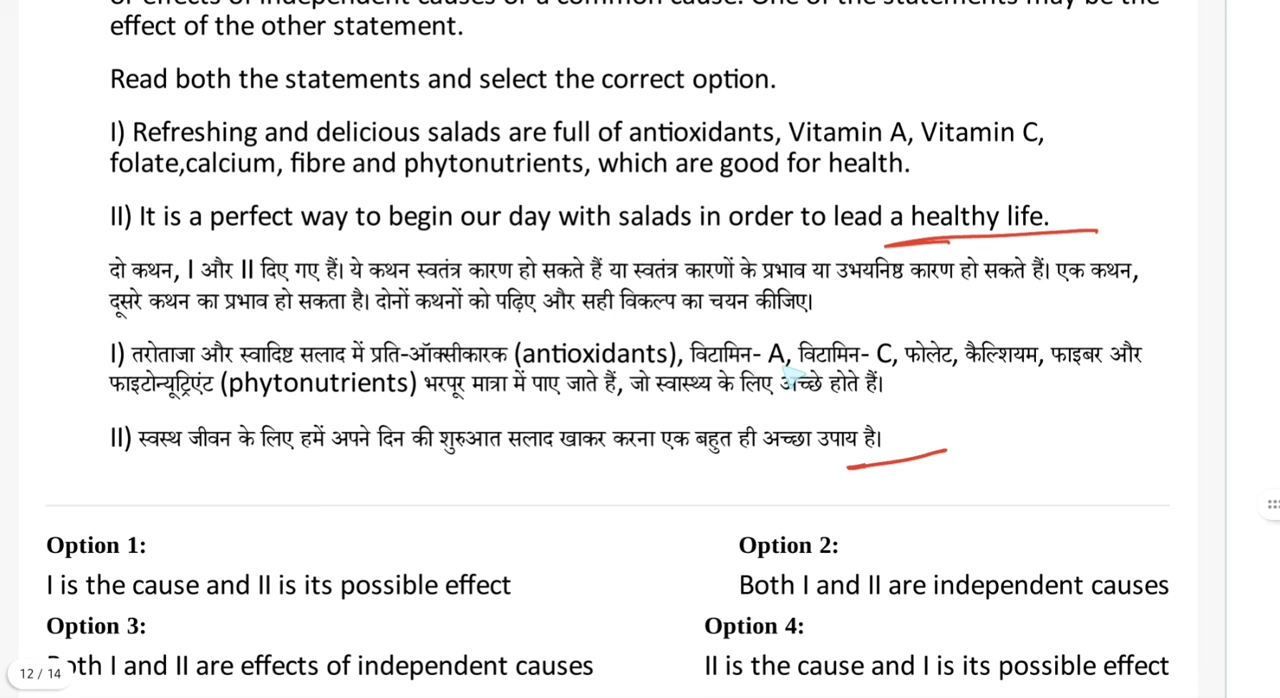 effect of the other statement.
Read both the statements and select the correct option.
I) Refreshing and delicious salads are full of antioxidants, Vitamin A, Vitamin C,
folate,calcium, fibre and phytonutrients, which are good for health.
II) It is a perfect way to begin our day with salads in order to lead a healthy life.
दो कथन, I और II दिए गए हैं। ये कथन स्वतंत्र कारण हो सकते हैं या स्वतंत्र कारणों के प्रभाव या उभयनिष्ठ कारण हो सकते हैं। एक कथन,
दूसरे कथन का प्रभाव हो सकता है। दोनों कथनों को पढ़िए और सही विकल्प का चयन कीजिए।
I) तरोताजा और स्वादिष्ट सलाद में प्रति-ऑक्सीकारक (antioxidants), विटामिन- A, विटामिन- C, फोलेट, कैल्शियम, फाइबर और
फाइटोन्यूट्रिएंट (phytonutrients) भरपूर मात्रा में पाए जाते हैं, जो स्वास्थ्य के लिए अच्छे होते हैं।
II) स्वस्थ जीवन के लिए हमें अपने दिन की शुरुआत सलाद खाकर करना एक बहुत ही अच्छा उपाय है।
Option 1:
I is the cause and II is its possible effect
Option 2:
Both I and II are independent causes
Option 3:
I and II are effects of independent causes
Option 4:
II is the cause and I is its possible effect
12 / 14